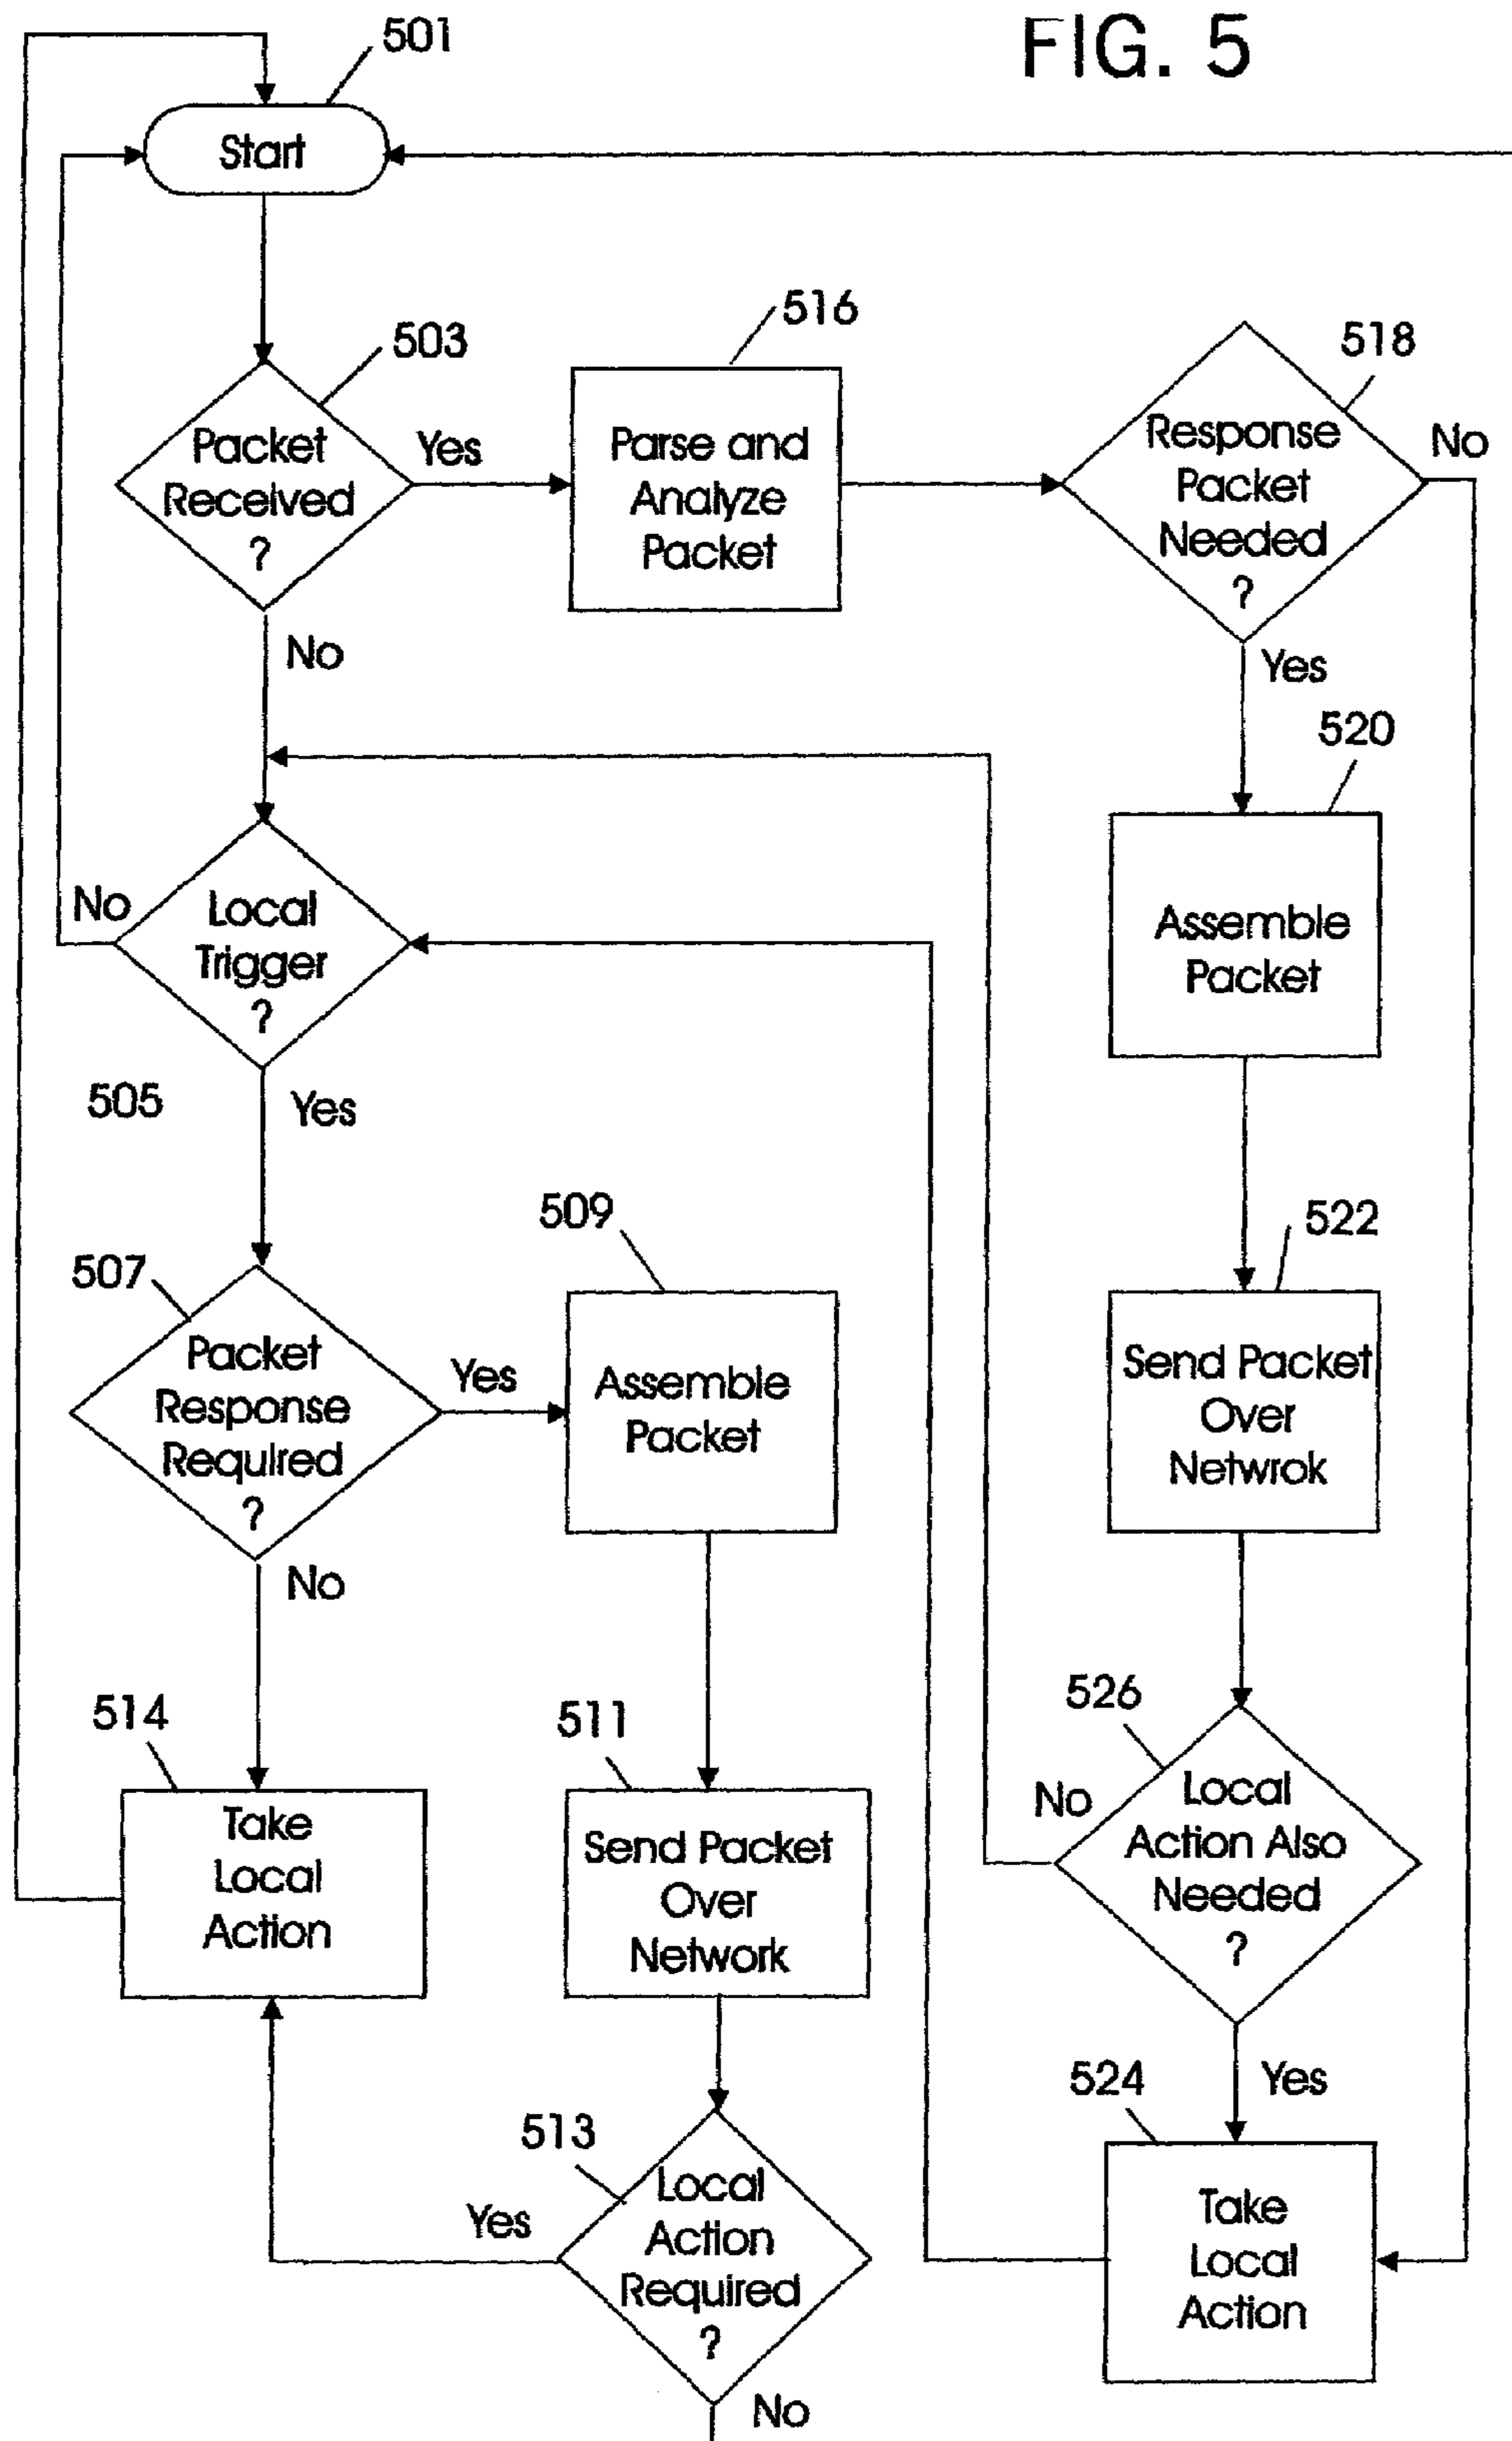 FIG. 5
501
Start
503
Packet
Received
?
Yes
No
516
Parse and
Analyze
Packet
518
Response
Packet
Needed
?
No
Yes
520
Assemble
Packet
522
Send Packet
Over
Netwrok
526
Local
Action Also
Needed
?
No
Yes
524
Take
Local
Action
Local
Trigger
?
No
505
Yes
507
Packet
Response
Required
?
Yes
No
509
Assemble
Packet
511
Send Packet
Over
Network
513
Local
Action
Required
?
Yes
No
514
Take
Local
Action